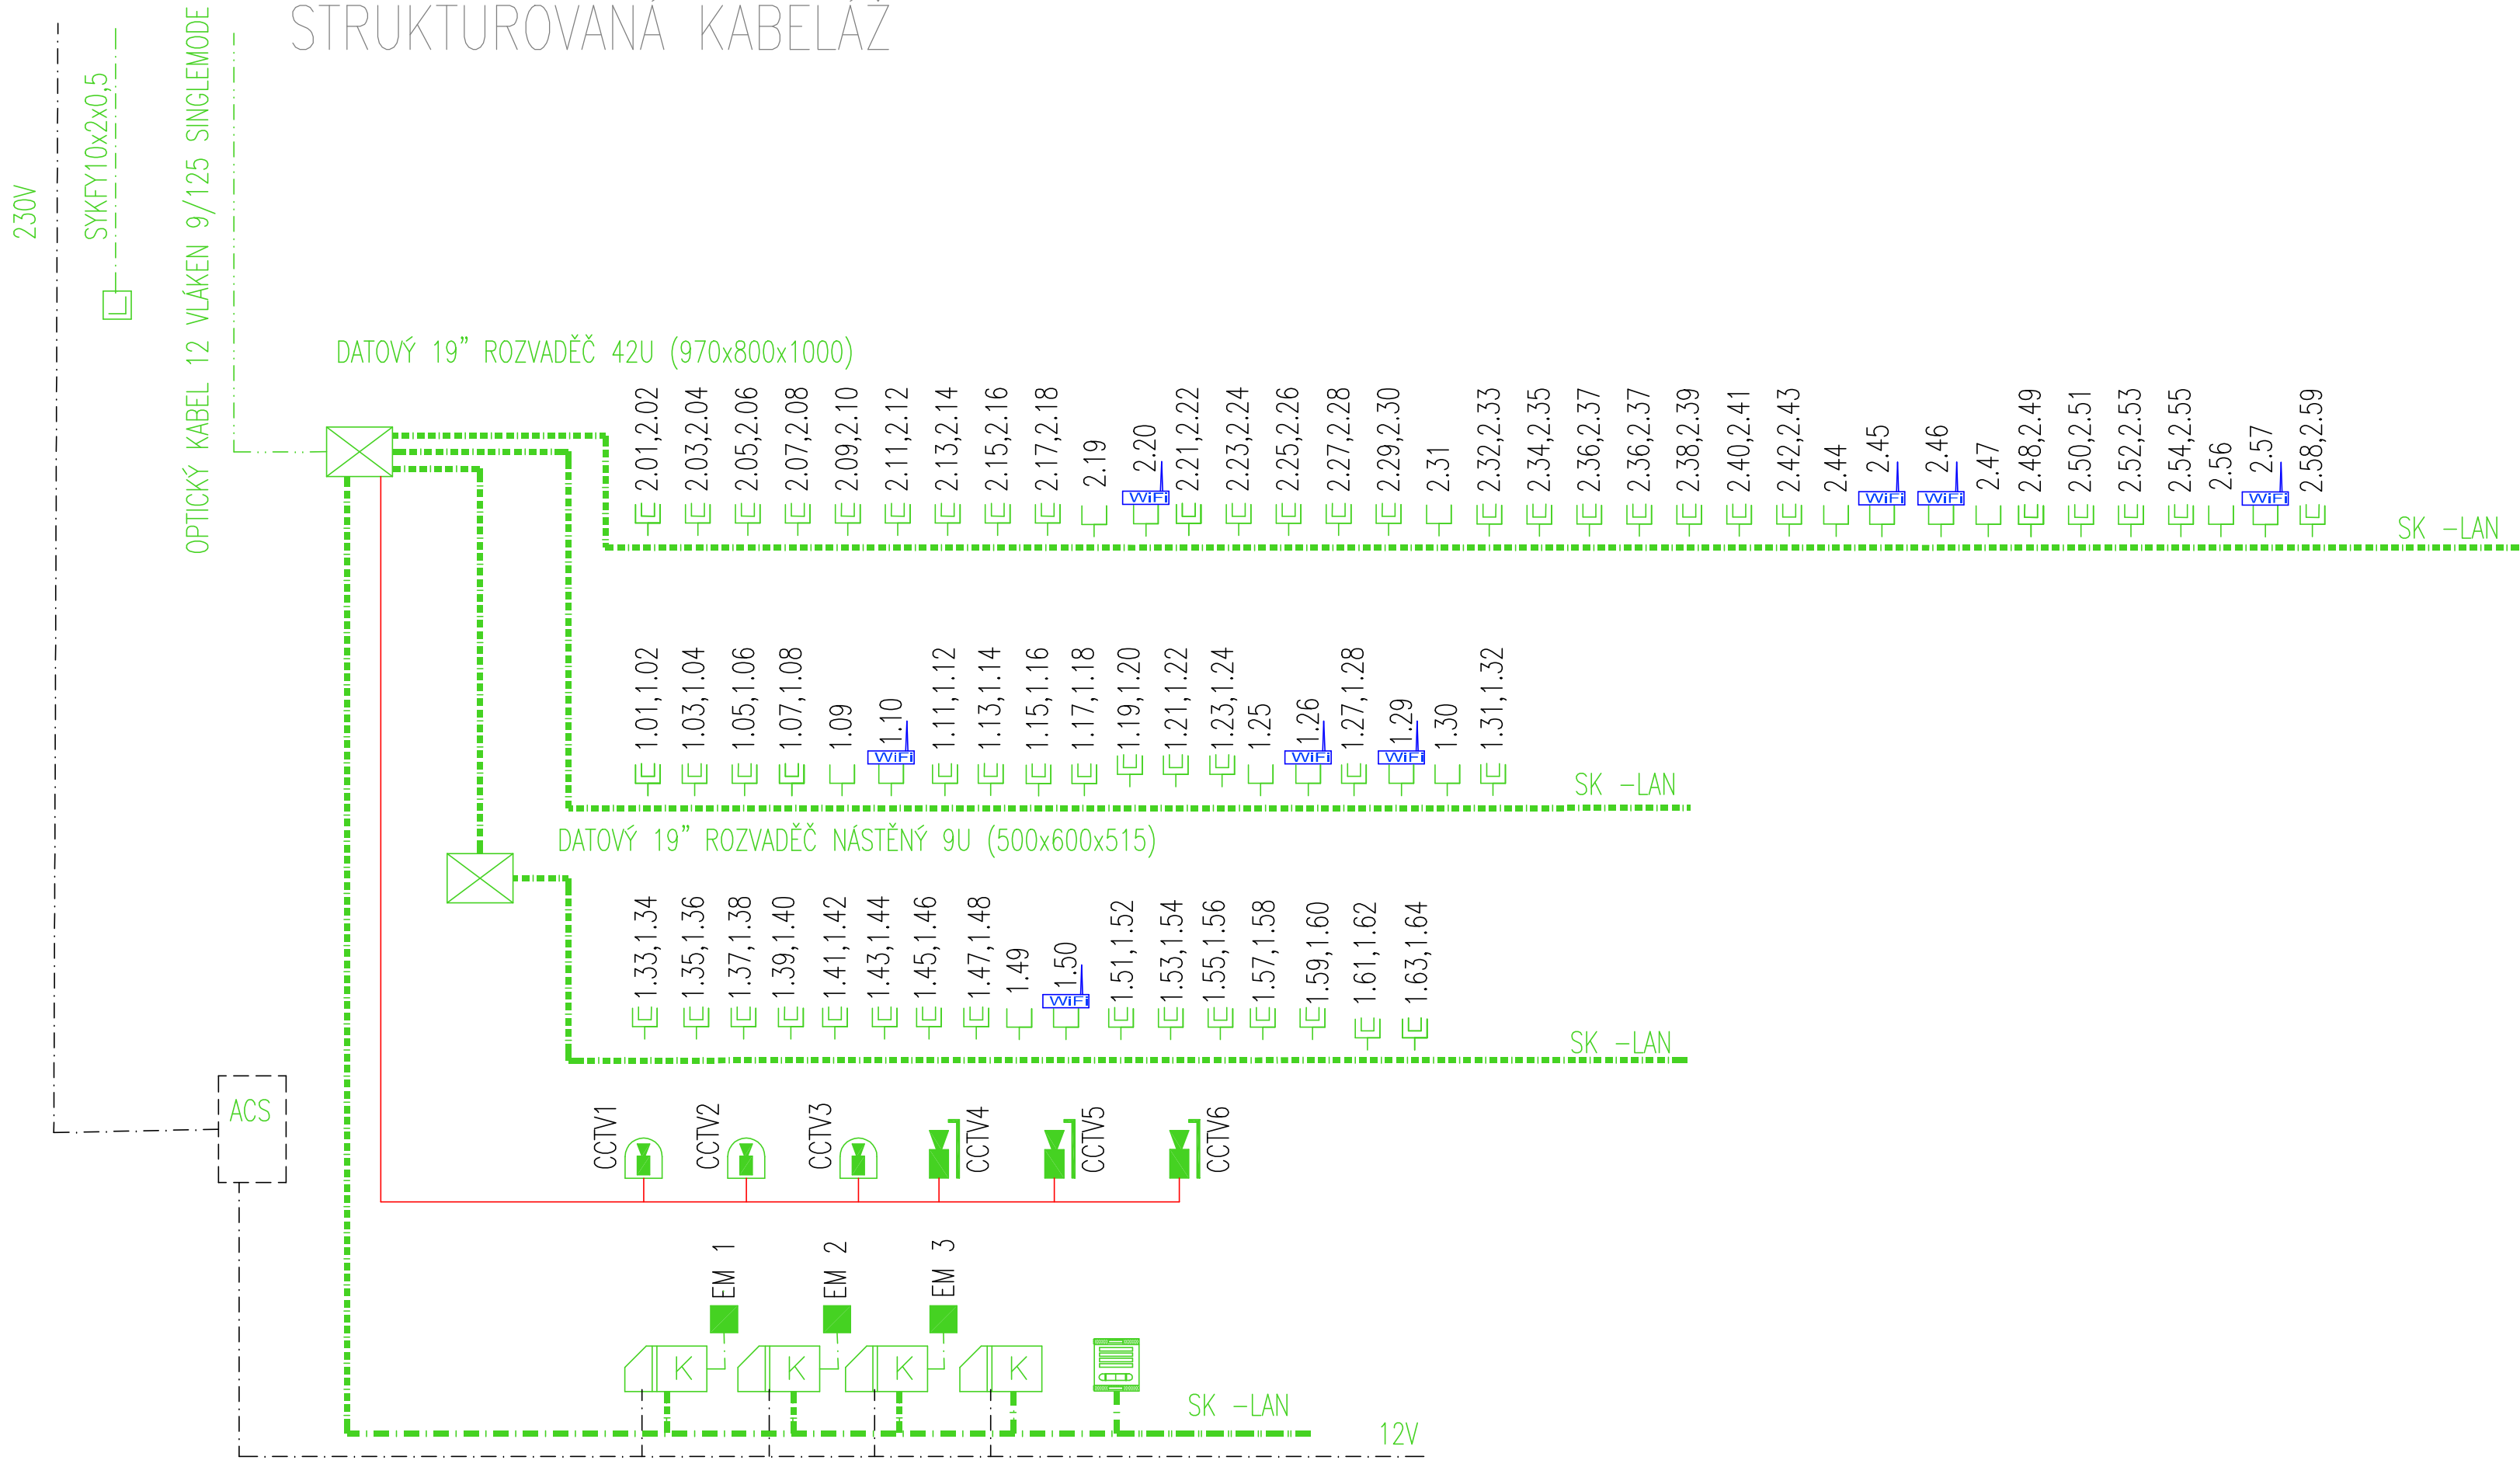 STRUKTUROVANÁ KABELÁŽ
230V
SYKFY10x2x0,5
OPTICKÝ KABEL 12 VLÁKEN 9/125 SINGLEMODE
DATOVÝ 19" ROZVADĚČ 42U (970x800x1000)
2.01,2.02
2.03,2.04
2.05,2.06
2.07,2.08
2.09,2.10
2.11,2.12
2.13,2.14
2.15,2.16
2.17,2.18
2.19
2.20
WiFi
2.21,2.22
2.23,2.24
2.25,2.26
2.27,2.28
2.29,2.30
2.31
2.32,2.33
2.34,2.35
2.36,2.37
2.36,2.37
2.38,2.39
2.40,2.41
2.42,2.43
2.44
2.45
WiFi
2.46
WiFi
2.47
2.48,2.49
2.50,2.51
2.52,2.53
2.54,2.55
2.56
2.57
WiFi
2.58,2.59
SK -LAN
1.01,1.02
1.03,1.04
1.05,1.06
1.07,1.08
1.09
1.10
WiFi
1.11,1.12
1.13,1.14
1.15,1.16
1.17,1.18
1.19,1.20
1.21,1.22
1.23,1.24
1.25
1.26
WiFi
1.27,1.28
1.29
WiFi
1.30
1.31,1.32
SK -LAN
DATOVÝ 19" ROZVADĚČ NÁSTĚNÝ 9U (500x600x515)
1.33,1.34
1.35,1.36
1.37,1.38
1.39,1.40
1.41,1.42
1.43,1.44
1.45,1.46
1.47,1.48
1.49
1.50
WiFi
1.51,1.52
1.53,1.54
1.55,1.56
1.57,1.58
1.59,1.60
1.61,1.62
1.63,1.64
SK -LAN
ACS
CCTV1
CCTV2
CCTV3
CCTV4
CCTV5
CCTV6
EM 1
EM 2
EM 3
K
K
K
K
SK -LAN
12V